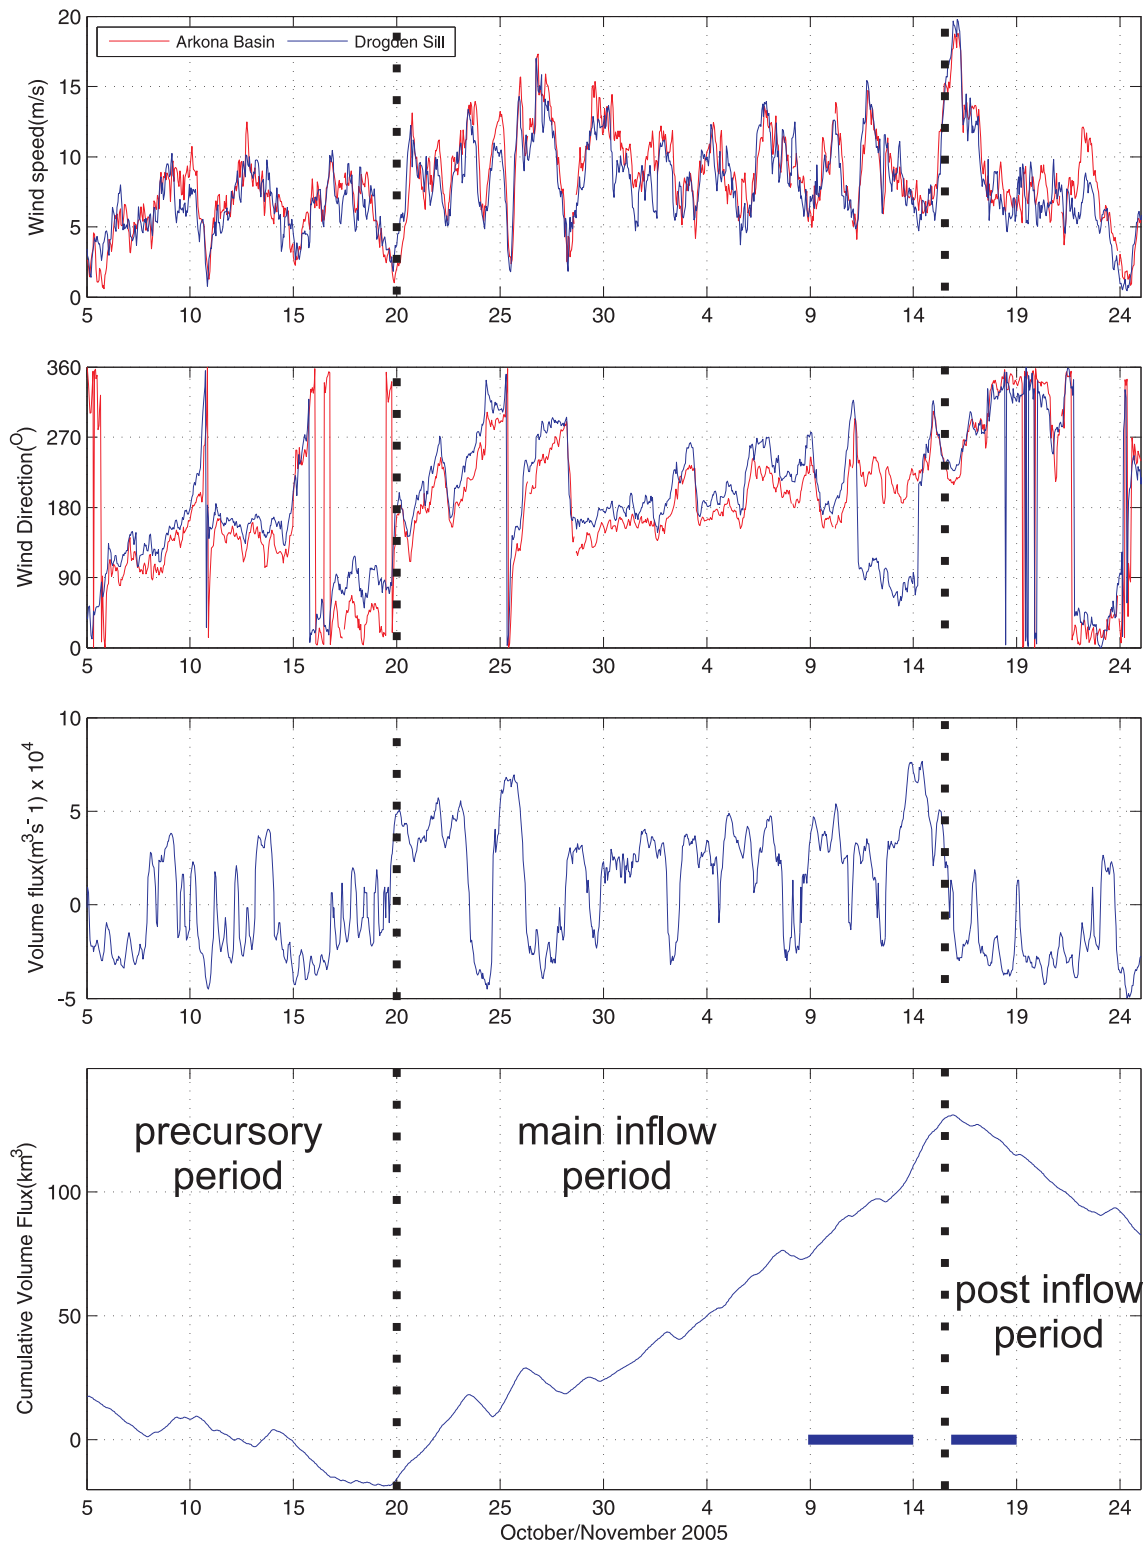 20
Arkona Basin
Drogden Sill
15
10
5
0
Wind speed(m/s)
5 10 15 20 25 30 4 9 14 19 24
360
270
180
90
0
Wind Direction(O)
5 10 15 20 25 30 4 9 14 19 24
10
5
0
-5
Volume flux(m3s-1) x 104
5 10 15 20 25 30 4 9 14 19 24
precursory
period
main inflow
period
100
post inflow
period
50
0
Cumulative Volume Flux(km3)
5 10 15 20 25 30 4 9 14 19 24
October/November 2005